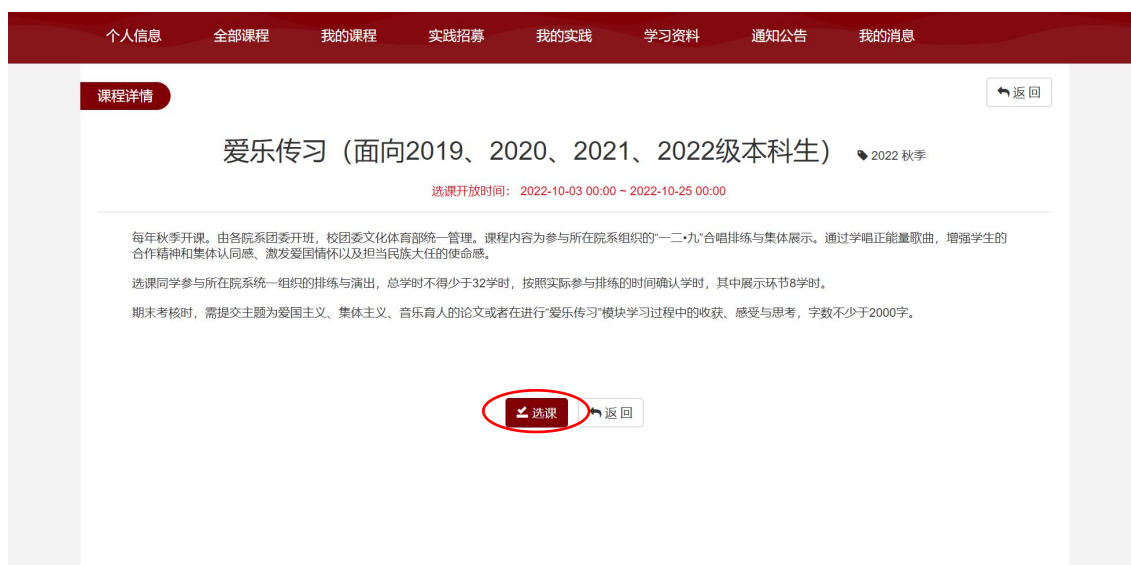 个人信息 全部课程 我的课程 实践招募 我的实践 学习资料 通知公告 我的消息
课程详情
返回
爱乐传习（面向2019、2020、2021、2022级本科生） 2022 秋季
选课开放时间： 2022-10-03 00:00 ~ 2022-10-25 00:00
每年秋季开课。由各院系团委开班，校团委文化体育部统一管理。课程内容为参与所在院系组织的“一二•九”合唱排练与集体展示。通过学唱正能量歌曲，增强学生的
合作精神和集体认同感、激发爱国情怀以及担当民族大任的使命感。
选课同学参与所在院系统一组织的排练与演出，总学时不得少于32学时，按照实际参与排练的时间确认学时，其中展示环节8学时。
期末考核时，需提交主题为爱国主义、集体主义、音乐育人的论文或者在进行“爱乐传习”模块学习过程中的收获、感受与思考，字数不少于2000字。
选课 返回